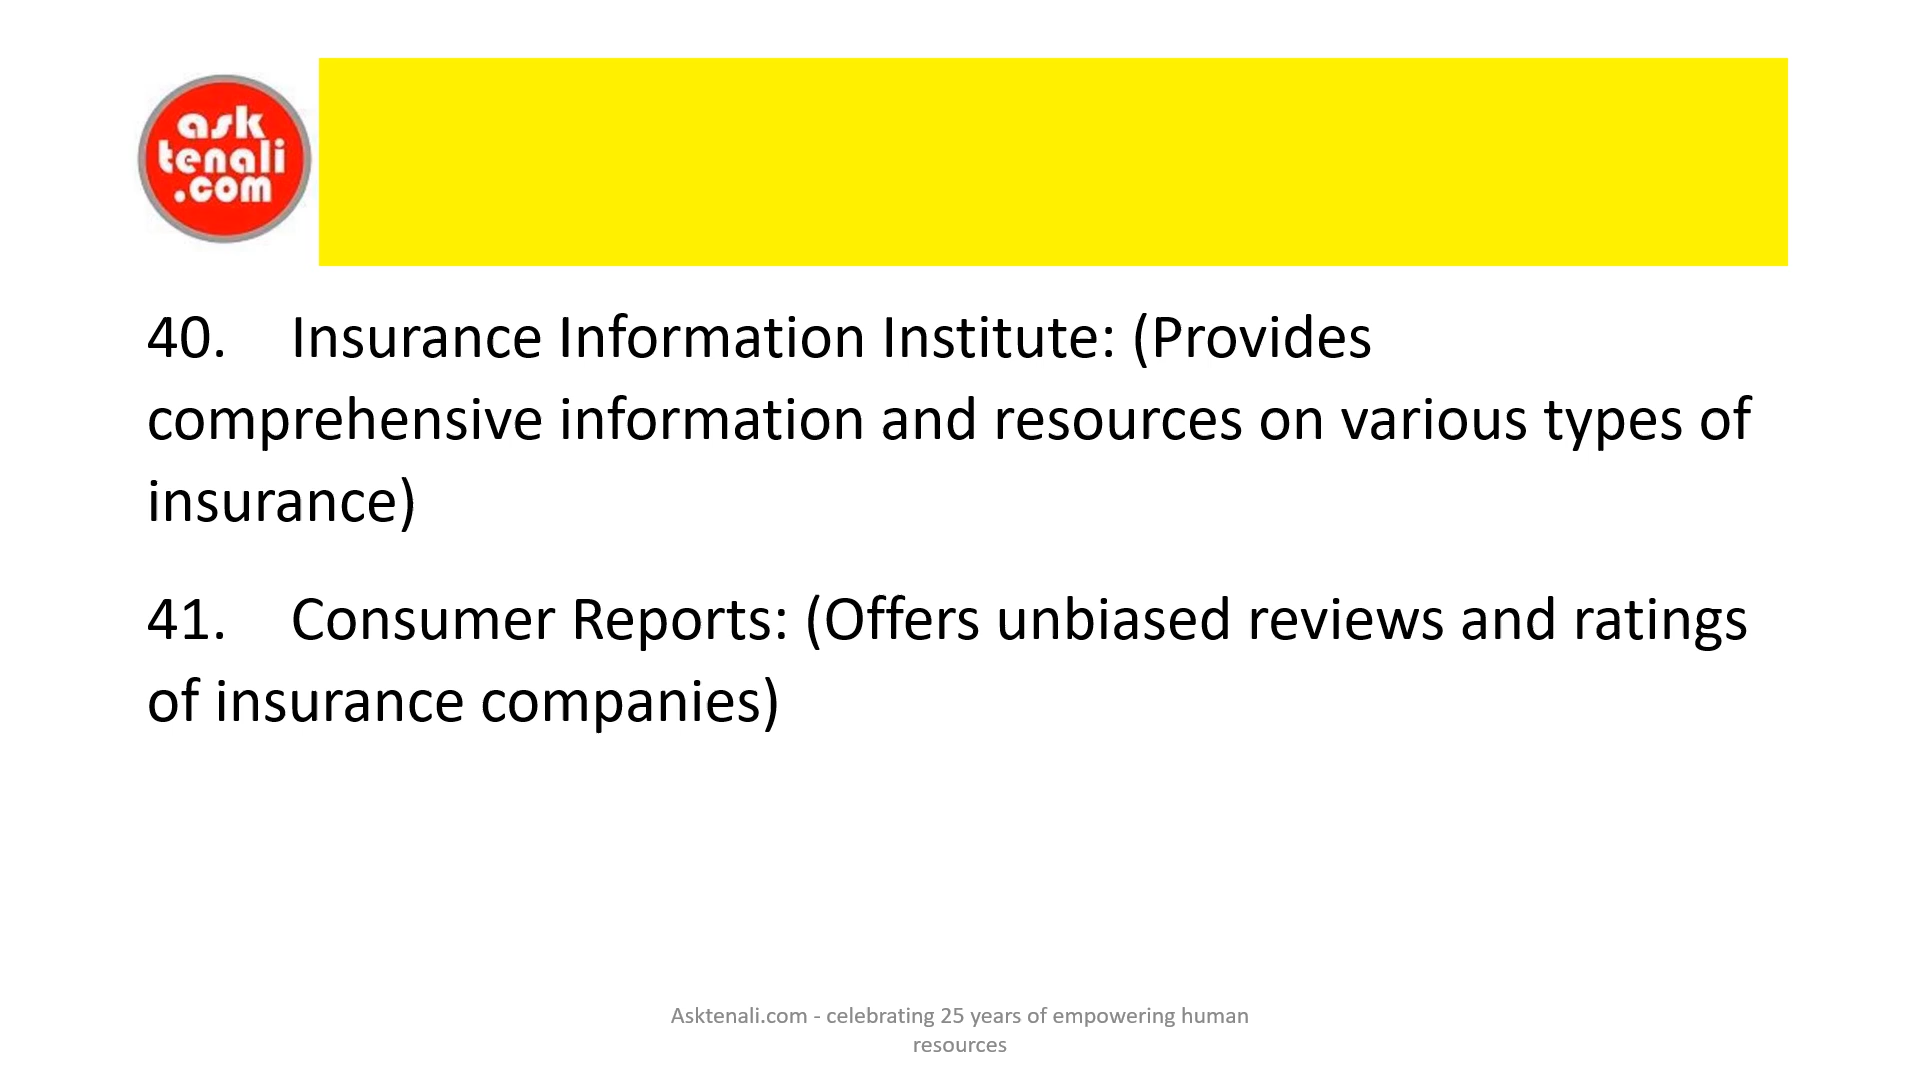 ask
tenali
.com
40. Insurance Information Institute: (Provides
comprehensive information and resources on various types of
insurance)
41. Consumer Reports: (Offers unbiased reviews and ratings
of insurance companies)
Asktenali.com - celebrating 25 years of empowering human
resources